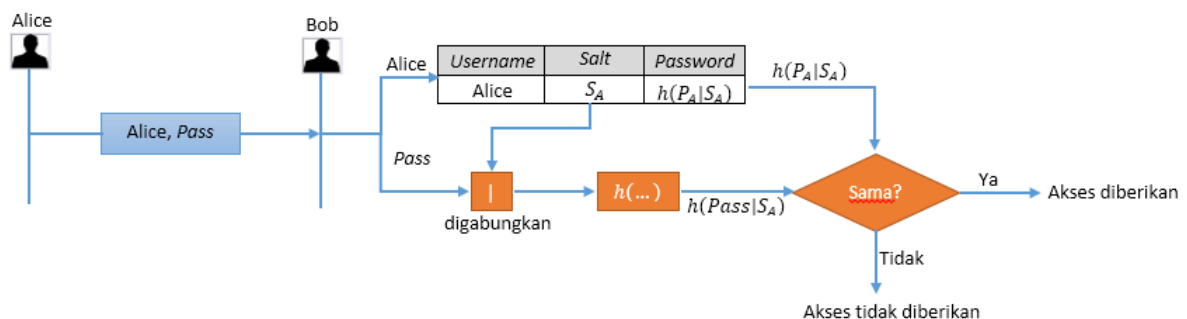 Alice
Bob
Alice, Pass
Alice
Username Salt Password
Alice S_A h(P_A|S_A)
h(P_A|S_A)
Pass
|
digabungkan
h(...)
h(Pass|S_A)
Sama?
Ya
Akses diberikan
Tidak
Akses tidak diberikan